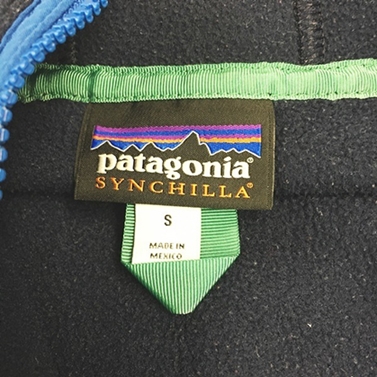 patagonia®
SYNCHILLA®
S
MADE IN
MEXICO